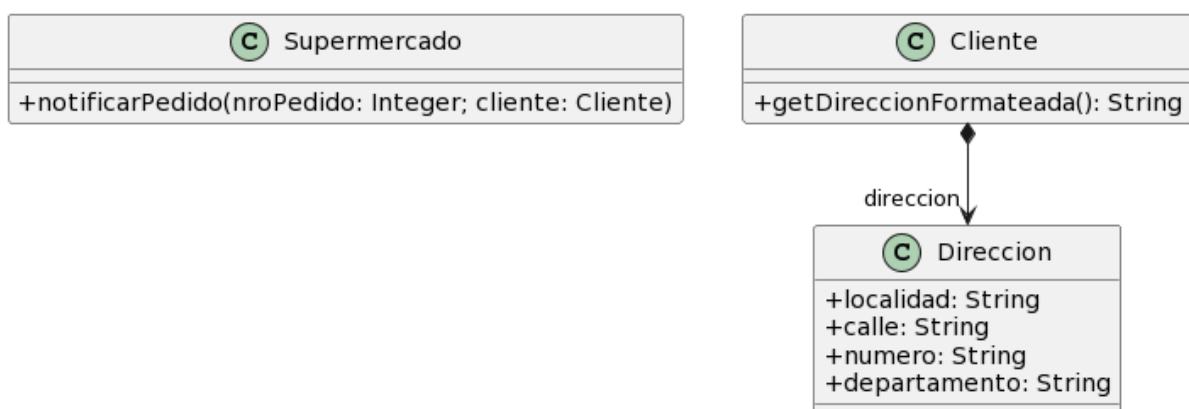 C Supermercado
+notificarPedido(nroPedido: Integer; cliente: Cliente)
C Cliente
+getDireccionFormateada(): String
direccion
C Direccion
+localidad: String
+calle: String
+numero: String
+departamento: String